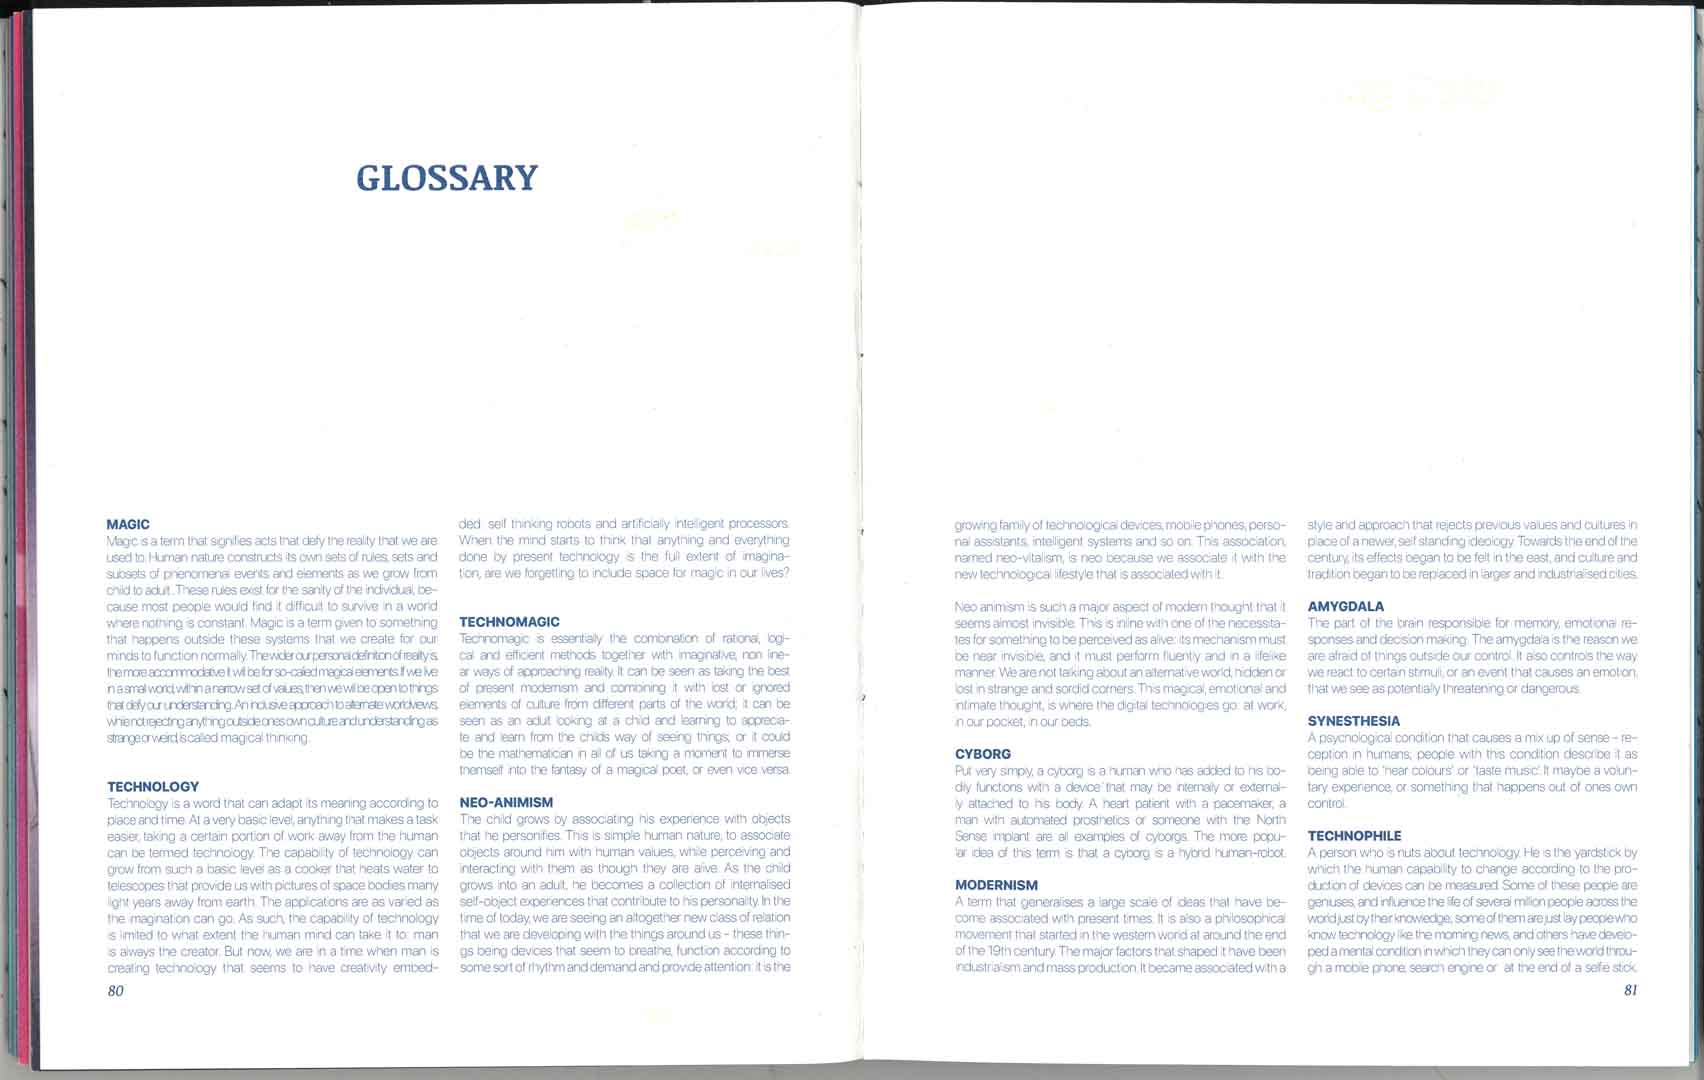 GLOSSARY
MAGIC
Magic is a term that signifies acts that defy the reality that we are
used to. Human nature constructs its own sets of rules, sets and
subsets of phenomenal events and elements as we grow from
child to adult. These rules exist for the sanity of the individual, be-
cause most people would find it difficult to survive in a world
where nothing is constant. Magic is a term given to something
that happens outside these systems that we create for our
minds to function normally. The wider our personal definition of reality is,
the more accommodative it will be for so-called magical elements. If we live
in a small world, within a narrow set of values, then we will be open to things
that defy our understanding. An inclusive approach to alternate worldviews,
while not rejecting anything outside ones own culture and understanding as
strange or weird, is called magical thinking.
TECHNOLOGY
Technology is a word that can adapt its meaning according to
place and time. At a very basic level, anything that makes a task
easier, taking a certain portion of work away from the human
can be termed technology. The capability of technology can
grow from such a basic level as a cooker that heats water to
telescopes that provide us with pictures of space bodies many
light years away from earth. The applications are as varied as
the imagination can go. As such, the capability of technology
is limited to what extent the human mind can take it to: man
is always the creator. But now, we are in a time when man is
creating technology that seems to have creativity embed-
80
ded: self thinking robots and artificially intelligent processors.
When the mind starts to think that anything and everything
done by present technology is the full extent of imagina-
tion, are we forgetting to include space for magic in our lives?
TECHNOMAGIC
Technomagic is essentially the combination of rational, logi-
cal and efficient methods together with imaginative, non line-
ar ways of approaching reality. It can be seen as taking the best
of present modernism and combining it with lost or ignored
elements of culture from different parts of the world; it can be
seen as an adult looking at a child and learning to apprecia-
te and learn from the childs way of seeing things; or it could
be the mathematician in all of us taking a moment to immerse
themself into the fantasy of a magical poet, or even vice versa.
NEO-ANIMISM
The child grows by associating his experience with objects
that he personifies. This is simple human nature, to associate
objects around him with human values, while perceiving and
interacting with them as though they are alive. As the child
grows into an adult, he becomes a collection of internalised
self-object experiences that contribute to his personality. In the
time of today, we are seeing an altogether new class of relation
that we are developing with the things around us - these thin-
gs being devices that seem to breathe, function according to
some sort of rhythm and demand and provide attention: it is the
growing family of technological devices, mobile phones, perso-
nal assistants, intelligent systems and so on. This association,
named neo-vitalism, is neo because we associate it with the
new technological lifestyle that is associated with it.
Neo animism is such a major aspect of modern thought that it
seems almost invisible. This is inline with one of the necessita-
tes for something to be perceived as alive: its mechanism must
be near invisible, and it must perform fluently and in a lifelike
manner. We are not talking about an alternative world, hidden or
lost in strange and sordid corners. This magical, emotional and
intimate thought, is where the digital technologies go: at work,
in our pocket, in our beds.
CYBORG
Put very simply, a cyborg is a human who has added to his bo-
dily functions with a device that may be internally or external-
ly attached to his body. A heart patient with a pacemaker, a
man with automated prosthetics or someone with the North
Sense implant are all examples of cyborgs. The more popu-
lar idea of this term is that a cyborg is a hybrid human-robot.
MODERNISM
A term that generalises a large scale of ideas that have be-
come associated with present times. It is also a philosophical
movement that started in the western world at around the end
of the 19th century. The major factors that shaped it have been
industrialism and mass production. It became associated with a
style and approach that rejects previous values and cultures in
place of a newer, self standing ideology. Towards the end of the
century, its effects began to be felt in the east, and culture and
tradition began to be replaced in larger and industrialised cities.
AMYGDALA
The part of the brain responsible for memory, emotional re-
sponses and decision making. The amygdala is the reason we
are afraid of things outside our control. It also controls the way
we react to certain stimuli, or an event that causes an emotion,
that we see as potentially threatening or dangerous.
SYNESTHESIA
A psychological condition that causes a mix up of sense - re-
ception in humans; people with this condition describe it as
being able to 'hear colours' or 'taste music'. It maybe a volun-
tary experience, or something that happens out of ones own
control.
TECHNOPHILE
A person who is nuts about technology. He is the yardstick by
which the human capability to change according to the pro-
duction of devices can be measured. Some of these people are
geniuses, and influence the life of several million people across the
world just by their knowledge; some of them are just lay people who
know technology like the morning news, and others have develo-
ped a mental condition in which they can only see the world throu-
gh a mobile phone, search engine or at the end of a selfie stick.
81